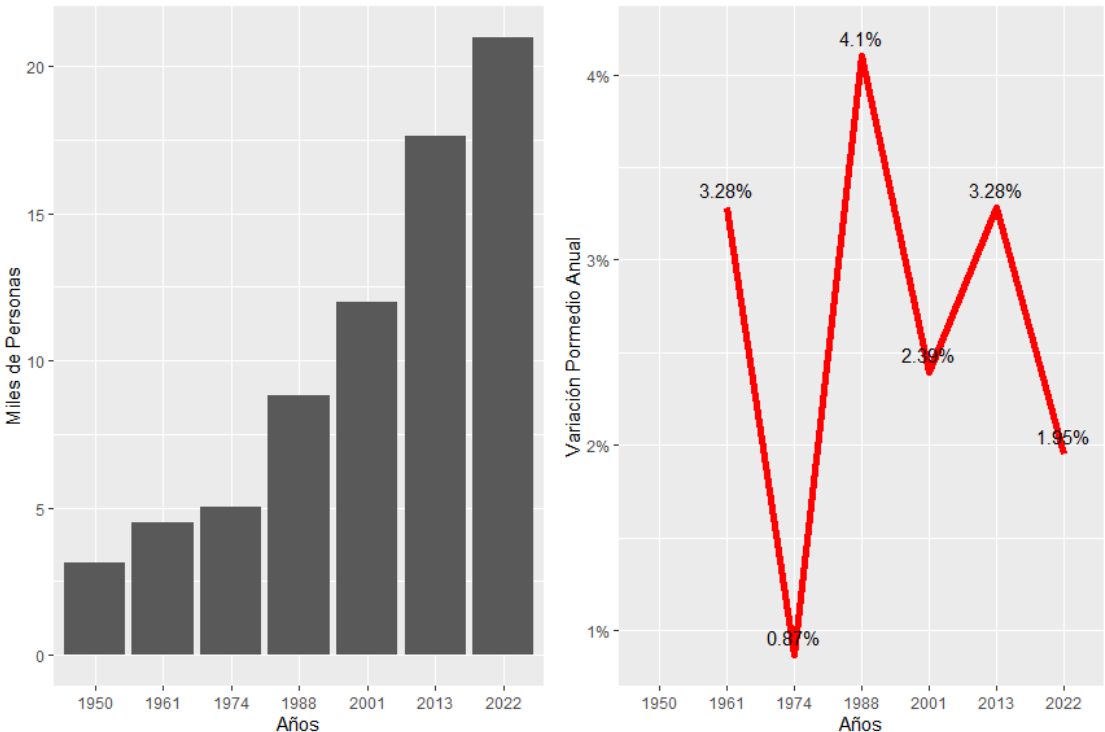 Miles de Personas
20
15
10
5
0
1950 1961 1974 1988 2001 2013 2022
Años
Variación Pormedio Anual
4%
3%
2%
1%
3.28%
0.87%
4.1%
2.39%
3.28%
1.95%
1950 1961 1974 1988 2001 2013 2022
Años